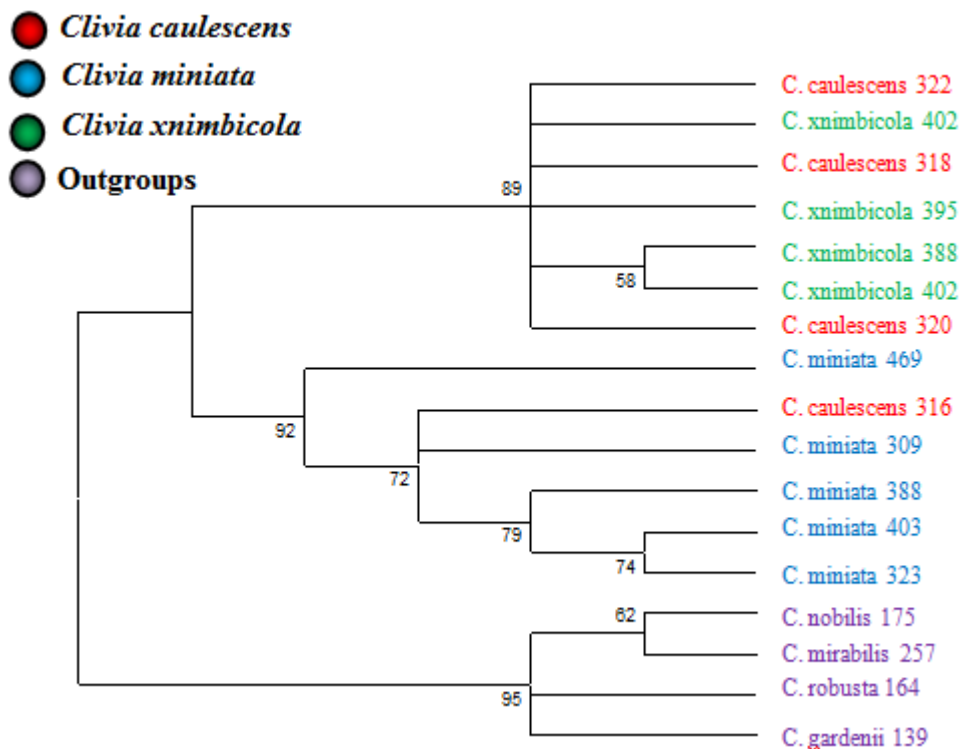 Clivia caulescens
Clivia miniata
Clivia xnimbicola
Outgroups
C. caulescens 322
C. xnimbicola 402
C. caulescens 318
89
C. xnimbicola 395
C. xnimbicola 388
58
C. xnimbicola 402
C. caulescens 320
C. miniata 469
C. caulescens 316
92
C. miniata 309
72
C. miniata 388
79
C. miniata 403
74
C. miniata 323
62
C. nobilis 175
C. mirabilis 257
C. robusta 164
95
C. gardenii 139